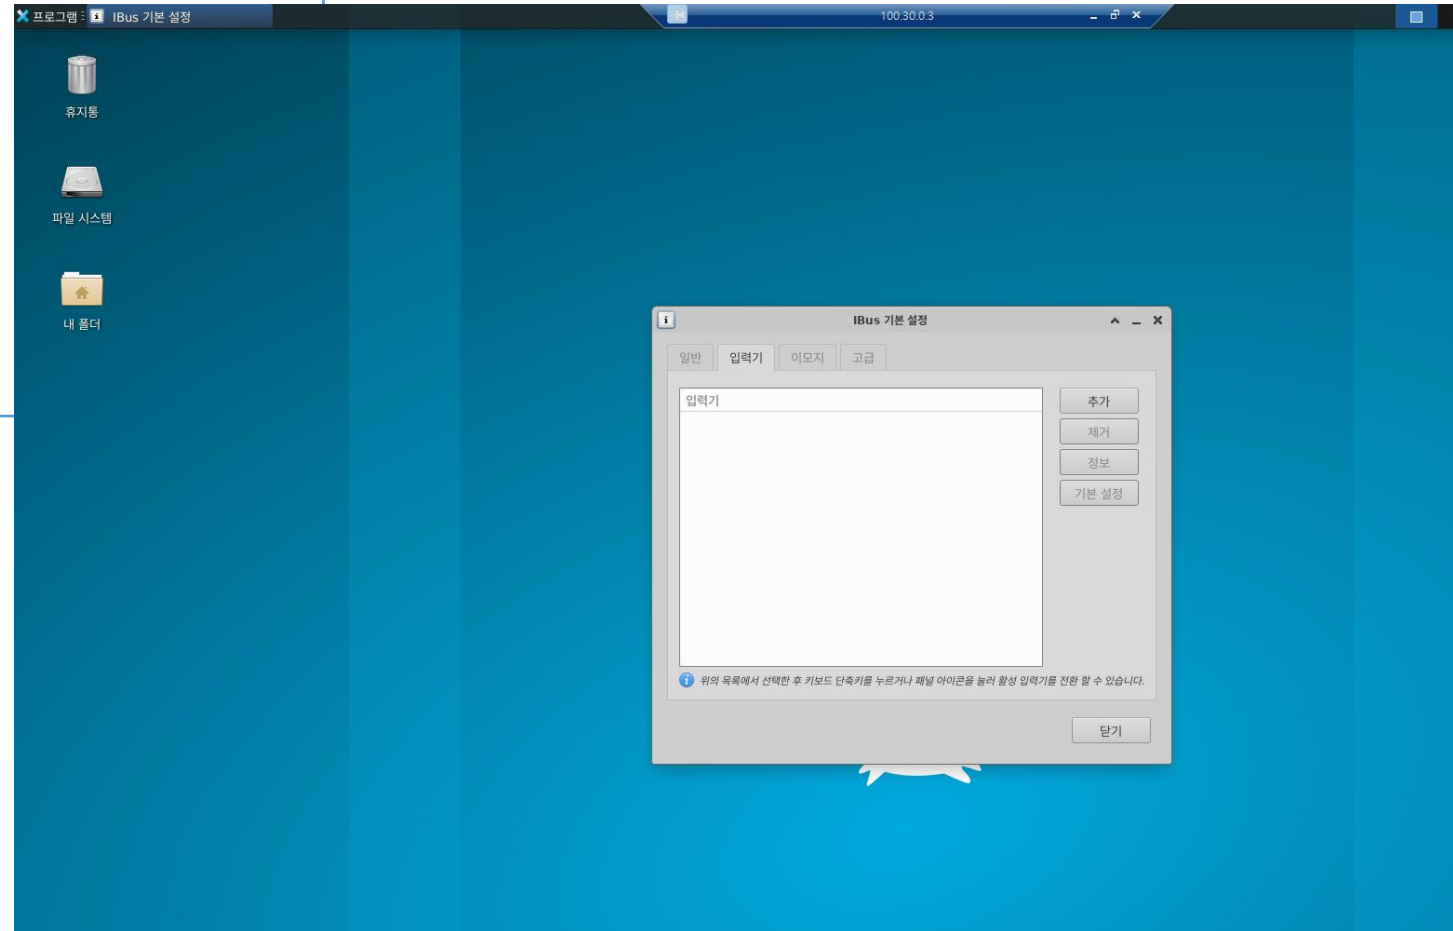 프로그램
IBus 기본 설정
100.30.0.3
휴지통
파일 시스템
내 폴더
IBus 기본 설정
일반
입력기
이모지
고급
입력기
추가
제거
정보
기본 설정
위의 목록에서 선택한 후 키보드 단축키를 누르거나 패널 아이콘을 눌러 활성 입력기를 전환 할 수 있습니다.
닫기